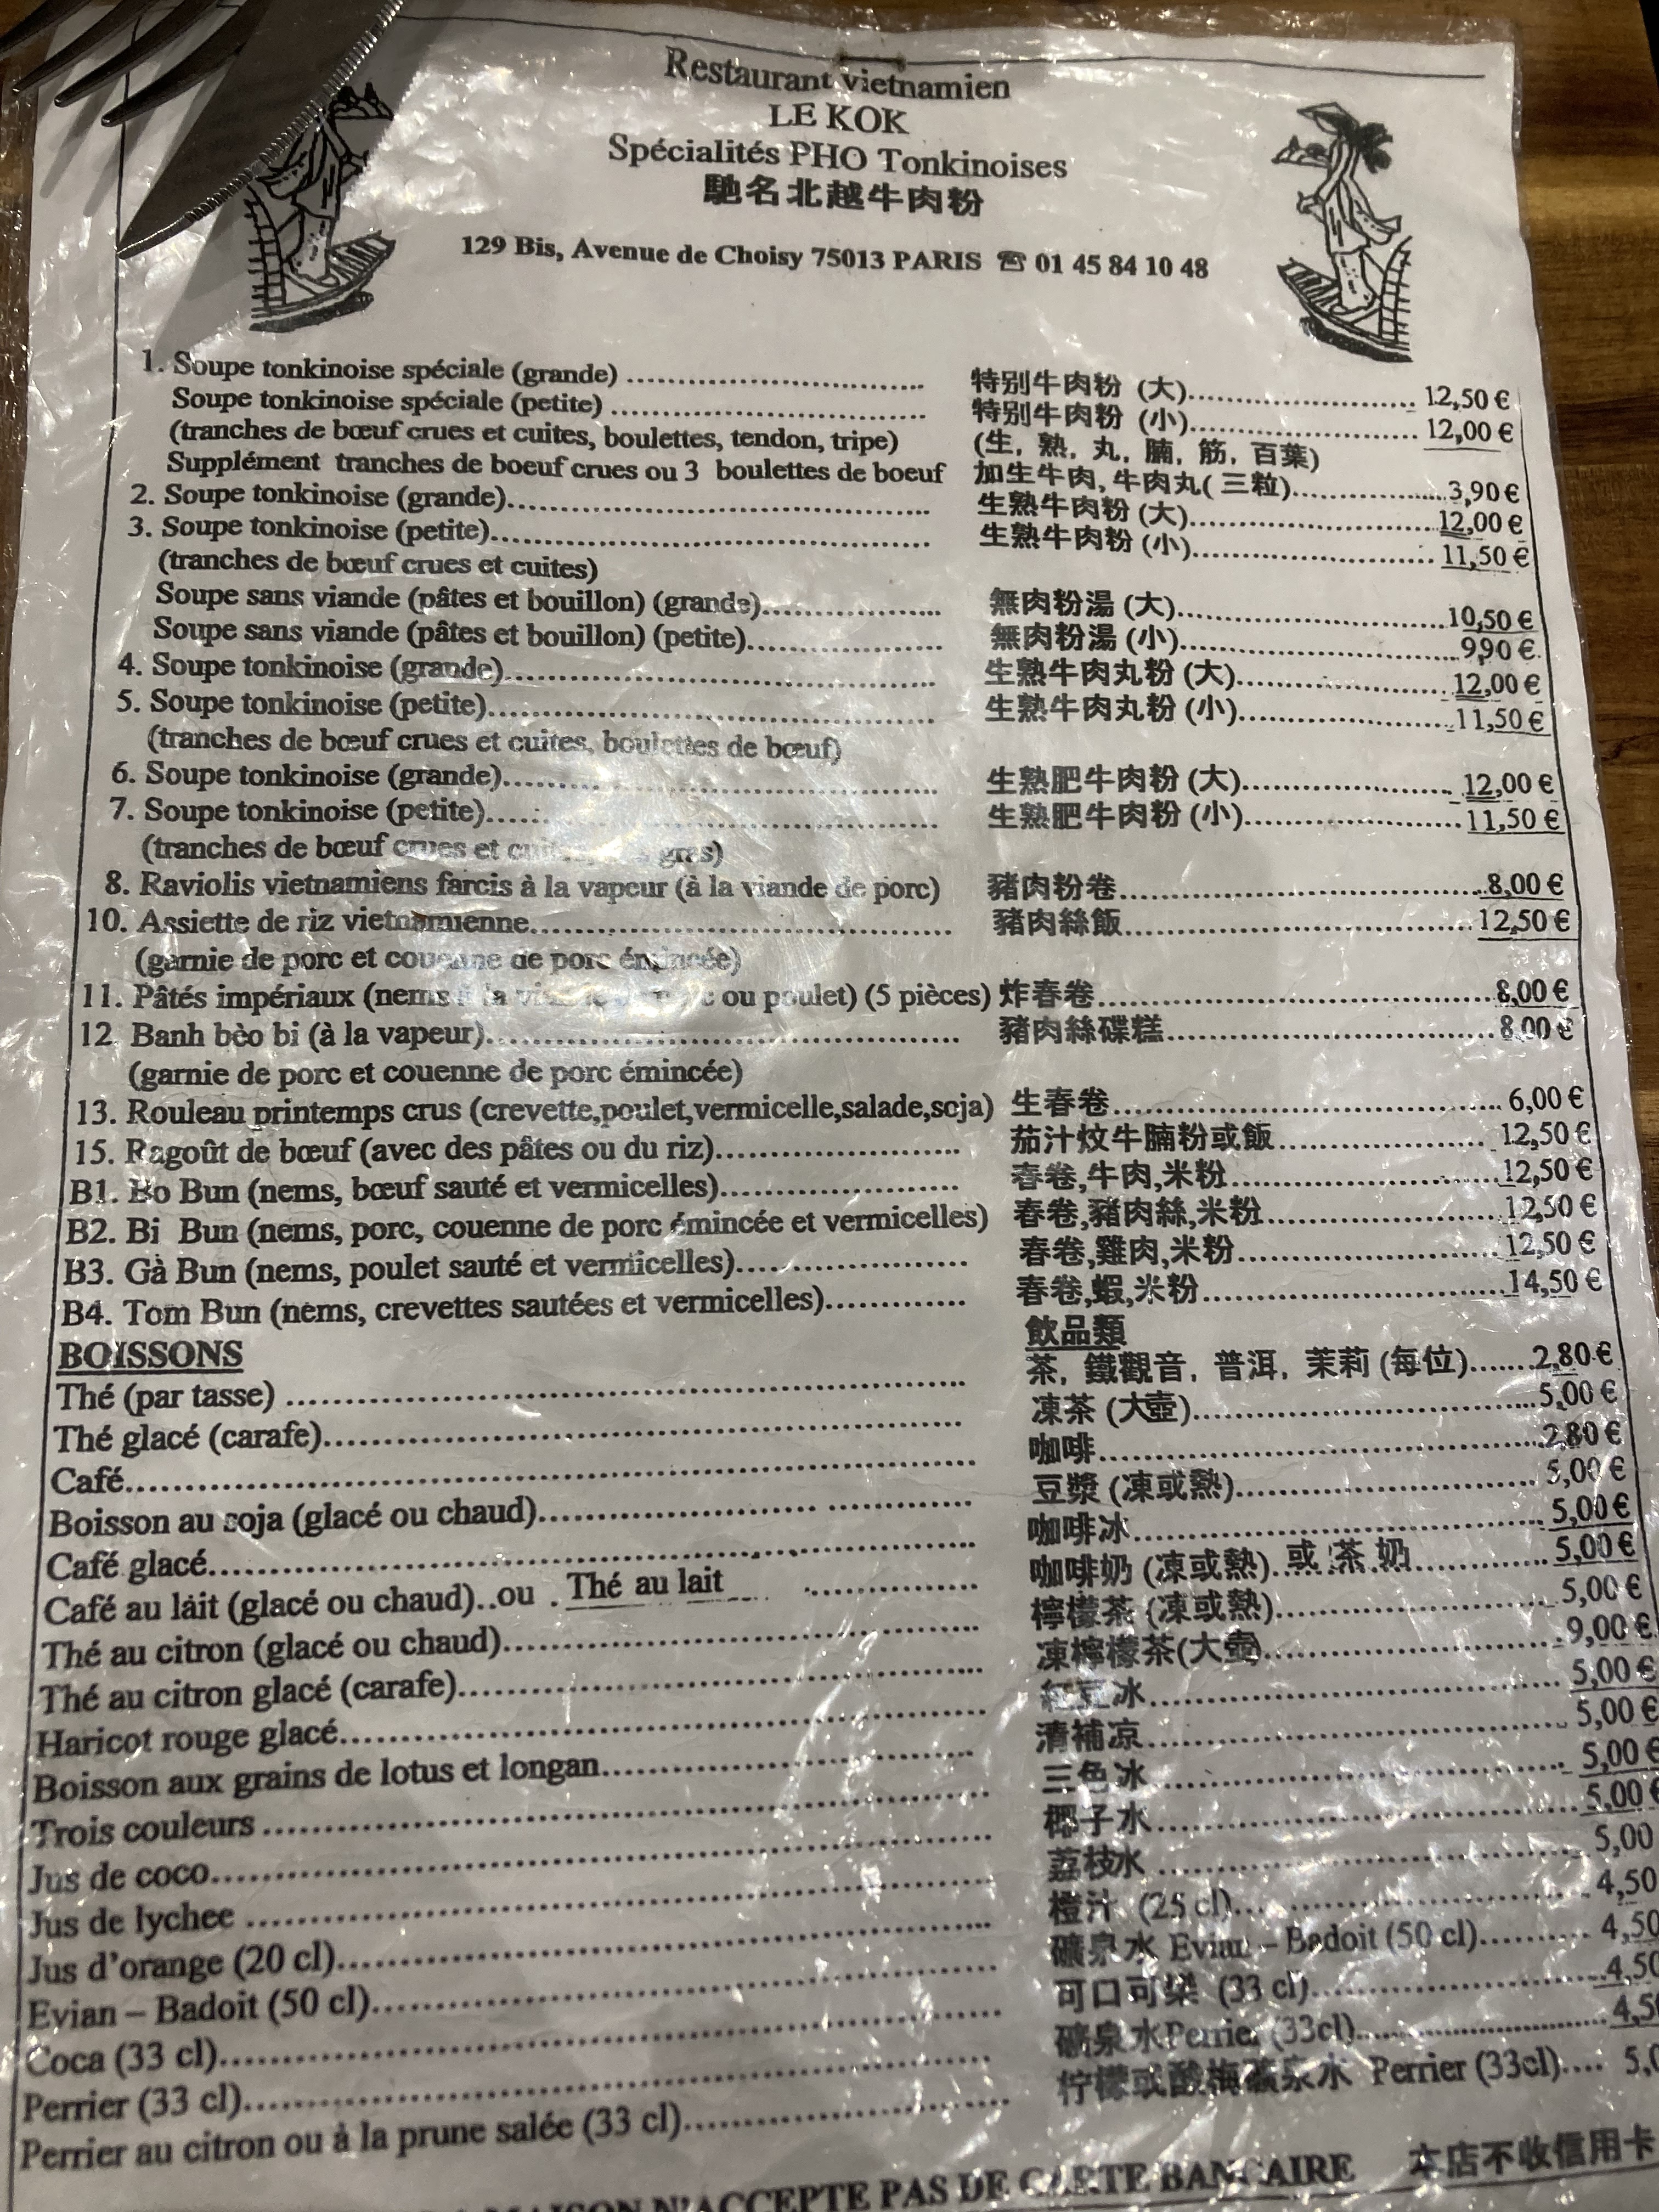 Restaurant vietnamien
LE KOK
Spécialités PHO Tonkinoises
馳名北越牛肉粉
129 Bis, Avenue de Choisy 75013 PARIS ☎ 01 45 84 10 48
1. Soupe tonkinoise spéciale (grande) .......... 特别牛肉粉 (大).......... 12,50 €
Soupe tonkinoise spéciale (petite) .......... 特别牛肉粉 (小).......... 12,00 €
(tranches de bœuf crues et cuites, boulettes, tendon, tripe) (生, 熟, 丸, 腩, 筋, 百葉)
Supplément tranches de boeuf crues ou 3 boulettes de boeuf 加生牛肉, 牛肉丸( 三粒).......... 3,90 €
2. Soupe tonkinoise (grande).......... 生熟牛肉粉 (大).......... 12,00 €
3. Soupe tonkinoise (petite).......... 生熟牛肉粉 (小).......... 11,50 €
(tranches de bœuf crues et cuites)
Soupe sans viande (pâtes et bouillon) (grande).......... 無肉粉湯 (大).......... 10,50 €
Soupe sans viande (pâtes et bouillon) (petite).......... 無肉粉湯 (小).......... 9,90 €
4. Soupe tonkinoise (grande).......... 生熟牛肉丸粉 (大).......... 12,00 €
5. Soupe tonkinoise (petite).......... 生熟牛肉丸粉 (小).......... 11,50 €
(tranches de bœuf crues et cuites, boulettes de bœuf)
6. Soupe tonkinoise (grande).......... 生熟肥牛肉粉 (大).......... 12,00 €
7. Soupe tonkinoise (petite).......... 生熟肥牛肉粉 (小).......... 11,50 €
(tranches de bœuf crues et gras)
8. Raviolis vietnamiens farcis à la vapeur (à la viande de porc) 豬肉粉卷.......... 8,00 €
10. Assiette de riz vietnamienne.......... 豬肉絲飯.......... 12,50 €
(garnie de porc et couenne de porc émincée)
11. Pâtés impériaux (nems à la ou poulet) (5 pièces) 炸春卷.......... 8,00 €
12. Banh bèo bi (à la vapeur).......... 豬肉絲碟糕.......... 8,00 €
(garnie de porc et couenne de porc émincée)
13. Rouleau printemps crus (crevette,poulet,vermicelle,salade,soja) 生春卷.......... 6,00 €
15. Ragoût de bœuf (avec des pâtes ou du riz).......... 茄汁炆牛腩粉或飯.......... 12,50 €
B1. Bo Bun (nems, bœuf sauté et vermicelles).......... 春卷,牛肉,米粉.......... 12,50 €
B2. Bi Bun (nems, porc, couenne de porc émincée et vermicelles) 春卷,豬肉絲,米粉.......... 12,50 €
B3. Gà Bun (nems, poulet sauté et vermicelles).......... 春卷,雞肉,米粉.......... 12,50 €
B4. Tom Bun (nems, crevettes sautées et vermicelles).......... 春卷,蝦,米粉.......... 14,50 €
BOISSONS 飲品類
Thé (par tasse) .......... 茶, 鐵觀音, 普洱, 茉莉 (每位)....... 2,80 €
Thé glacé (carafe).......... 凍茶 (大壺).......... 5,00 €
Café.......... 咖啡.......... 2,80 €
Boisson au soja (glacé ou chaud).......... 豆漿 (凍或熱).......... 5,00 €
Café glacé.......... 咖啡冰.......... 5,00 €
Café au lait (glacé ou chaud)..ou . Thé au lait .......... 咖啡奶 (凍或熱)..或 茶 奶.......... 5,00 €
Thé au citron (glacé ou chaud).......... 檸檬茶 (凍或熱).......... 5,00 €
Thé au citron glacé (carafe).......... 凍檸檬茶(大壺).......... 9,00 €
Haricot rouge glacé.......... 紅豆冰.......... 5,00 €
Boisson aux grains de lotus et longan.......... 清補凉.......... 5,00 €
Trois couleurs .......... 三色冰.......... 5,00 €
Jus de coco.......... 椰子水.......... 5,00 €
Jus de lychee .......... 荔枝水 .......... 5,00
Jus d'orange (20 cl).......... 橙汁 (25 cl).......... 4,50
Evian – Badoit (50 cl).......... 礦泉水 Evian – Badoit (50 cl).......... 4,50
Coca (33 cl).......... 可口可樂 (33 cl).......... 4,50
Perrier (33 cl).......... 礦泉水Perrier (33cl).......... 4,5
Perrier au citron ou à la prune salée (33 cl).......... 柠檬或酸梅礦泉水 Perrier (33cl).... 5,0
MAISON N'ACCEPTE PAS DE CARTE BANCAIRE 本店不收信用卡